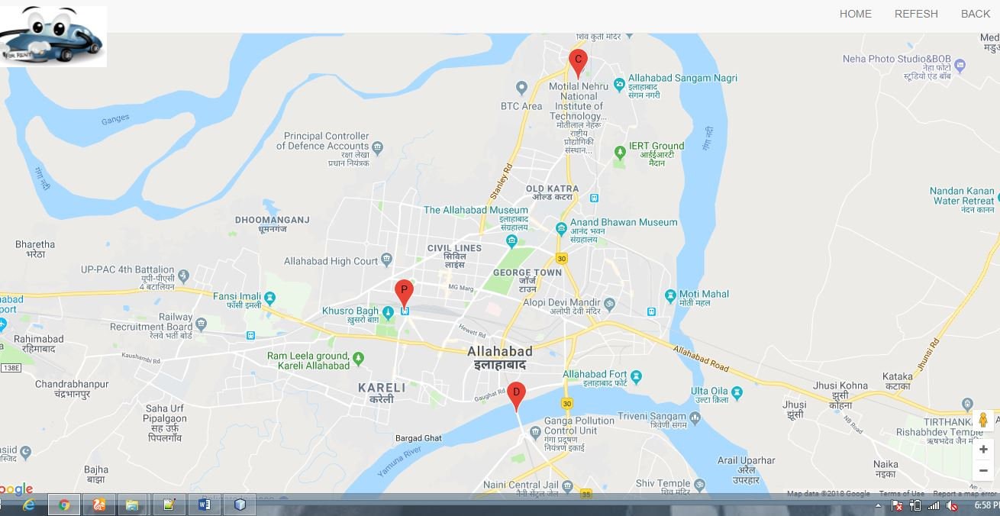 HOME REFESH BACK
FOR RENT
शिव कुटी मंदिर
C
Neha Photo Studio&BOB
नेहा फोटो
स्टूडियो एंड बॉब
Allahabad Sangam Nagri
इलाहाबाद
संगम नगरी
Motilal Nehru
National
Institute of
Technology...
मोतीलाल नेहरू
राष्ट्रीय
प्रोद्योगिकी
संस्थान...
BTC Area
Ganges
गंगा नदी
Principal Controller
of Defence Accounts
रक्षा लेखा
प्रधान नियंत्रक
IERT Ground
आईईआरटी
मैदान
गंगा नदी
Stanley Rd
OLD KATRA
ओल्ड कटरा
Nandan Kanan
Water Retreat
नंदन कानन
The Allahabad Museum
इलाहाबाद
संग्रहालय
Anand Bhawan Museum
आनंद भवन
संग्रहालय
DHOOMANGANJ
धूमनगंज
Bharetha
भरेठा
CIVIL LINES
सिविल
लाइंस
Allahabad High Court
30
UP-PAC 4th Battalion
यूपी-पीएसी
4 बटालियन
GEORGE TOWN
जॉर्ज
टाउन
P
MG Marg
Fansi Imali
फाँसी इमली
Moti Mahal
मोती महल
Alopi Devi Mandir
अलोपी देवी मंदिर
Khusro Bagh
ख़ुसरो बाग़
Railway
Recruitment Board
रेलवे भर्ती बोर्ड
Hewett Rd
Rahimabad
रहिमाबाद
Kaushambi Rd
Ram Leela ground,
Kareli Allahabad
Allahabad
इलाहाबाद
Allahabad Road
Jhunsi Rd
138E
Allahabad Fort
इलाहाबाद फोर्ट
Kataka
काटाका
Chandrabhanpur
चंद्रभानपुर
KARELI
करेली
D
Gaughat Rd
Ulta Qila
उल्टा क़िला
Jhusi Kohna
झूसी
कोहना
Jhusi
झूंसी
30
Saha Urf
Pipalgaon
सह उर्फ़
पिपलगाँव
Triveni Sangam
त्रिवेणी संगम
Ganga Pollution
Control Unit
गंगा प्रदूषण
नियंत्रण इकाई
NB Road
Rishabhdev Temple
Bargad Ghat
Yamuna River
Bajha
बाझा
Arail Uparhar
अरैल
उपरहार
Naika
नइका
Naini Central Jail
नैनी सेंट्रल जेल
Shiv Temple
शिव मंदिर
35
Map data ©2018 Google Terms of Use Report a map error
6:58 P